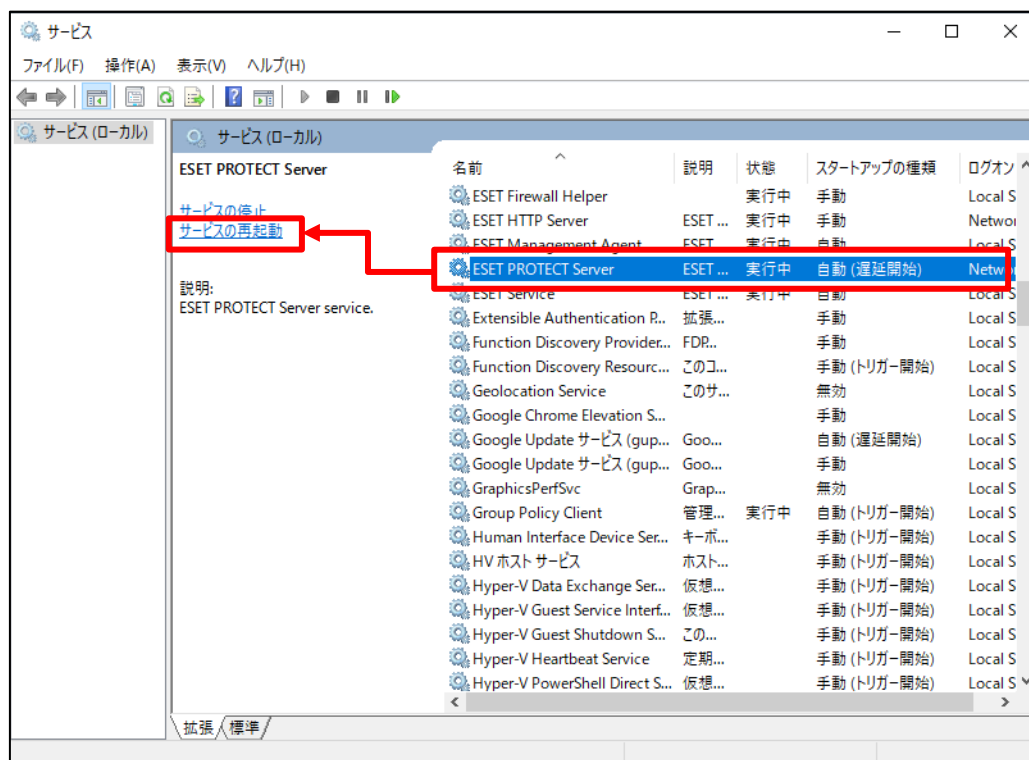 サービス
ファイル(F) 操作(A) 表示(V) ヘルプ(H)
サービス (ローカル)
サービス (ローカル)
ESET PROTECT Server
サービスの停止
サービスの再起動
説明:
ESET PROTECT Server service.
名前 説明 状態 スタートアップの種類 ログオン
ESET Firewall Helper 実行中 手動 Local S
ESET HTTP Server ESET ... 実行中 手動 Networ
ESET Management Agent ESET ... 実行中 自動 Local S
ESET PROTECT Server ESET ... 実行中 自動 (遅延開始) Networ
ESET Service ESET ... 実行中 自動 Local S
Extensible Authentication P... 拡張... 手動 Local S
Function Discovery Provider... FDP... 手動 Local S
Function Discovery Resourc... このコ... 手動 (トリガー開始) Local S
Geolocation Service このサ... 無効 Local S
Google Chrome Elevation S... 手動 Local S
Google Update サービス (gup... Goo... 自動 (遅延開始) Local S
Google Update サービス (gup... Goo... 手動 Local S
GraphicsPerfSvc Grap... 無効 Local S
Group Policy Client 管理... 実行中 自動 (トリガー開始) Local S
Human Interface Device Ser... キーボ... 手動 (トリガー開始) Local S
HV ホスト サービス ホスト... 手動 (トリガー開始) Local S
Hyper-V Data Exchange Ser... 仮想... 手動 (トリガー開始) Local S
Hyper-V Guest Service Interf... 仮想... 手動 (トリガー開始) Local S
Hyper-V Guest Shutdown S... この... 手動 (トリガー開始) Local S
Hyper-V Heartbeat Service 定期... 手動 (トリガー開始) Local S
Hyper-V PowerShell Direct S... 仮想... 手動 (トリガー開始) Local S
拡張 標準